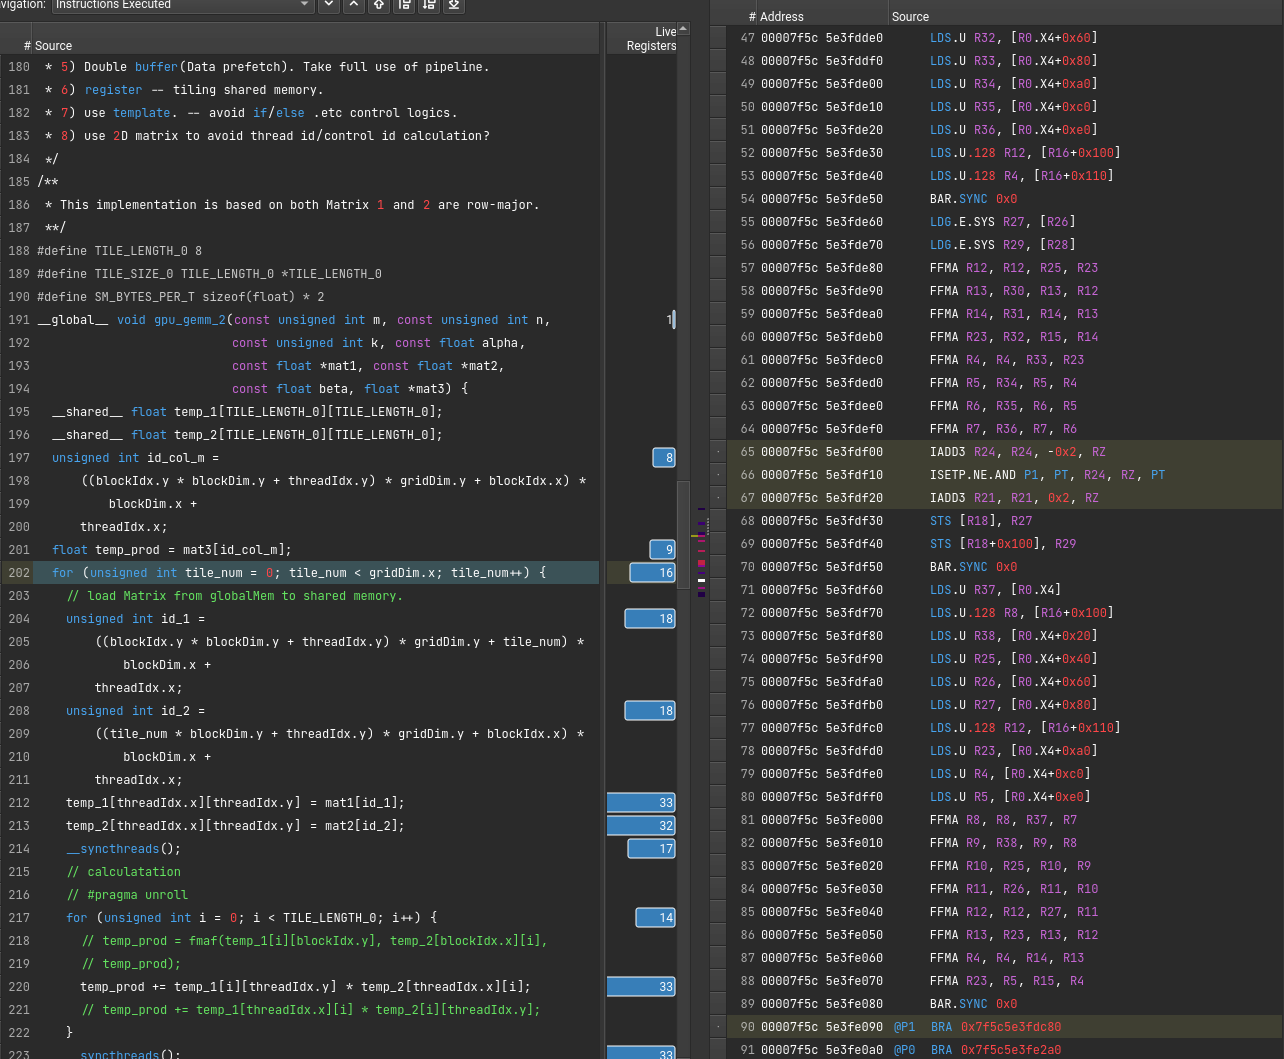 vigation: Instructions Executed
# Source
Live
Registers
180 * 5) Double buffer(Data prefetch). Take full use of pipeline.
181 * 6) register -- tiling shared memory.
182 * 7) use template. -- avoid if/else .etc control logics.
183 * 8) use 2D matrix to avoid thread id/control id calculation?
184 */
185 /**
186 * This implementation is based on both Matrix 1 and 2 are row-major.
187 **/
188 #define TILE_LENGTH_0 8
189 #define TILE_SIZE_0 TILE_LENGTH_0 *TILE_LENGTH_0
190 #define SM_BYTES_PER_T sizeof(float) * 2
191 __global__ void gpu_gemm_2(const unsigned int m, const unsigned int n, 1
192 const unsigned int k, const float alpha,
193 const float *mat1, const float *mat2,
194 const float beta, float *mat3) {
195 __shared__ float temp_1[TILE_LENGTH_0][TILE_LENGTH_0];
196 __shared__ float temp_2[TILE_LENGTH_0][TILE_LENGTH_0];
197 unsigned int id_col_m = 8
198 ((blockIdx.y * blockDim.y + threadIdx.y) * gridDim.y + blockIdx.x) *
199 blockDim.x +
200 threadIdx.x;
201 float temp_prod = mat3[id_col_m]; 9
202 for (unsigned int tile_num = 0; tile_num < gridDim.x; tile_num++) { 16
203 // load Matrix from globalMem to shared memory.
204 unsigned int id_1 = 18
205 ((blockIdx.y * blockDim.y + threadIdx.y) * gridDim.y + tile_num) *
206 blockDim.x +
207 threadIdx.x;
208 unsigned int id_2 = 18
209 ((tile_num * blockDim.y + threadIdx.y) * gridDim.y + blockIdx.x) *
210 blockDim.x +
211 threadIdx.x;
212 temp_1[threadIdx.x][threadIdx.y] = mat1[id_1]; 33
213 temp_2[threadIdx.x][threadIdx.y] = mat2[id_2]; 32
214 __syncthreads(); 17
215 // calculatation
216 // #pragma unroll
217 for (unsigned int i = 0; i < TILE_LENGTH_0; i++) { 14
218 // temp_prod = fmaf(temp_1[i][blockIdx.y], temp_2[blockIdx.x][i],
219 // temp_prod);
220 temp_prod += temp_1[i][threadIdx.y] * temp_2[threadIdx.x][i]; 33
221 // temp_prod += temp_1[threadIdx.x][i] * temp_2[i][threadIdx.y];
222 }
223 __syncthreads(); 33
# Address Source
47 00007f5c 5e3fdde0 LDS.U R32, [R0.X4+0x60]
48 00007f5c 5e3fddf0 LDS.U R33, [R0.X4+0x80]
49 00007f5c 5e3fde00 LDS.U R34, [R0.X4+0xa0]
50 00007f5c 5e3fde10 LDS.U R35, [R0.X4+0xc0]
51 00007f5c 5e3fde20 LDS.U R36, [R0.X4+0xe0]
52 00007f5c 5e3fde30 LDS.U.128 R12, [R16+0x100]
53 00007f5c 5e3fde40 LDS.U.128 R4, [R16+0x110]
54 00007f5c 5e3fde50 BAR.SYNC 0x0
55 00007f5c 5e3fde60 LDG.E.SYS R27, [R26]
56 00007f5c 5e3fde70 LDG.E.SYS R29, [R28]
57 00007f5c 5e3fde80 FFMA R12, R12, R25, R23
58 00007f5c 5e3fde90 FFMA R13, R30, R13, R12
59 00007f5c 5e3fdea0 FFMA R14, R31, R14, R13
60 00007f5c 5e3fdeb0 FFMA R23, R32, R15, R14
61 00007f5c 5e3fdec0 FFMA R4, R4, R33, R23
62 00007f5c 5e3fded0 FFMA R5, R34, R5, R4
63 00007f5c 5e3fdee0 FFMA R6, R35, R6, R5
64 00007f5c 5e3fdef0 FFMA R7, R36, R7, R6
65 00007f5c 5e3fdf00 IADD3 R24, R24, -0x2, RZ
66 00007f5c 5e3fdf10 ISETP.NE.AND P1, PT, R24, RZ, PT
67 00007f5c 5e3fdf20 IADD3 R21, R21, 0x2, RZ
68 00007f5c 5e3fdf30 STS [R18], R27
69 00007f5c 5e3fdf40 STS [R18+0x100], R29
70 00007f5c 5e3fdf50 BAR.SYNC 0x0
71 00007f5c 5e3fdf60 LDS.U R37, [R0.X4]
72 00007f5c 5e3fdf70 LDS.U.128 R8, [R16+0x100]
73 00007f5c 5e3fdf80 LDS.U R38, [R0.X4+0x20]
74 00007f5c 5e3fdf90 LDS.U R25, [R0.X4+0x40]
75 00007f5c 5e3fdfa0 LDS.U R26, [R0.X4+0x60]
76 00007f5c 5e3fdfb0 LDS.U R27, [R0.X4+0x80]
77 00007f5c 5e3fdfc0 LDS.U.128 R12, [R16+0x110]
78 00007f5c 5e3fdfd0 LDS.U R23, [R0.X4+0xa0]
79 00007f5c 5e3fdfe0 LDS.U R4, [R0.X4+0xc0]
80 00007f5c 5e3fdff0 LDS.U R5, [R0.X4+0xe0]
81 00007f5c 5e3fe000 FFMA R8, R8, R37, R7
82 00007f5c 5e3fe010 FFMA R9, R38, R9, R8
83 00007f5c 5e3fe020 FFMA R10, R25, R10, R9
84 00007f5c 5e3fe030 FFMA R11, R26, R11, R10
85 00007f5c 5e3fe040 FFMA R12, R12, R27, R11
86 00007f5c 5e3fe050 FFMA R13, R23, R13, R12
87 00007f5c 5e3fe060 FFMA R4, R4, R14, R13
88 00007f5c 5e3fe070 FFMA R23, R5, R15, R4
89 00007f5c 5e3fe080 BAR.SYNC 0x0
90 00007f5c 5e3fe090 @P1 BRA 0x7f5c5e3fdc80
91 00007f5c 5e3fe0a0 @P0 BRA 0x7f5c5e3fe2a0